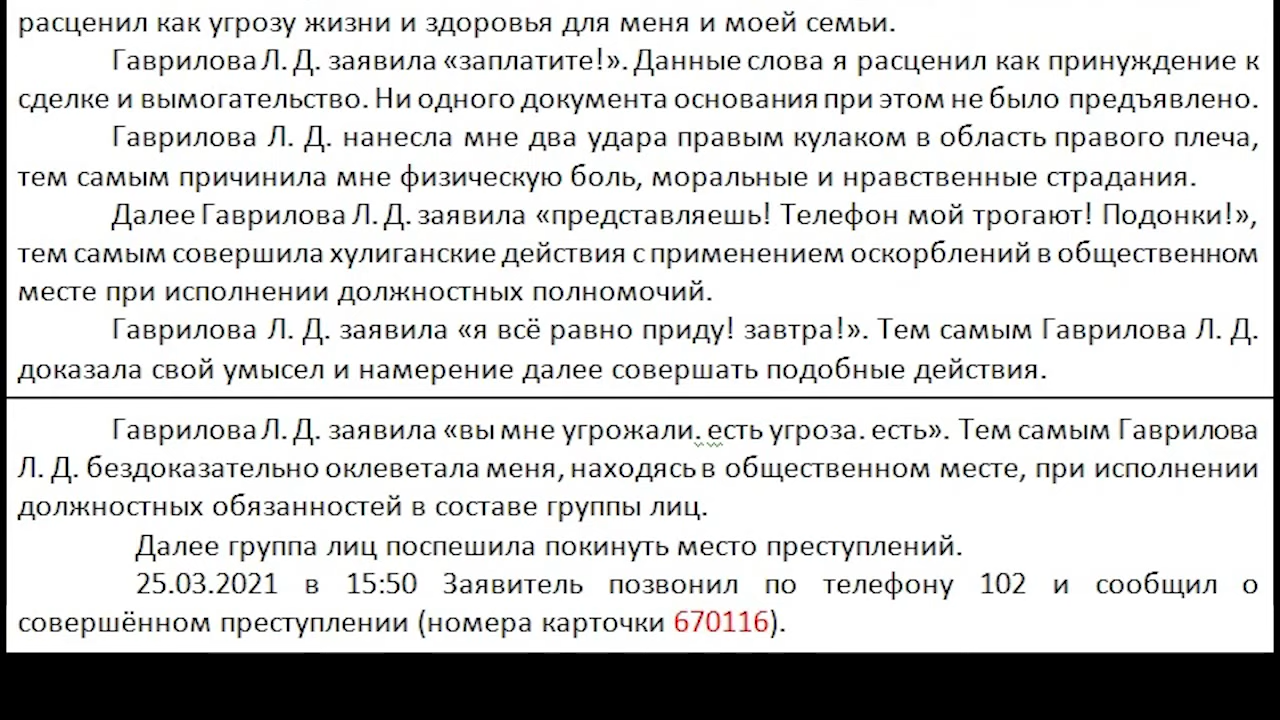 расценил как угрозу жизни и здоровья для меня и моей семьи.
Гаврилова Л. Д. заявила «заплатите!». Данные слова я расценил как принуждение к
сделке и вымогательство. Ни одного документа основания при этом не было предъявлено.
Гаврилова Л. Д. нанесла мне два удара правым кулаком в область правого плеча,
тем самым причинила мне физическую боль, моральные и нравственные страдания.
Далее Гаврилова Л. Д. заявила «представляешь! Телефон мой трогают! Подонки!»,
тем самым совершила хулиганские действия с применением оскорблений в общественном
месте при исполнении должностных полномочий.
Гаврилова Л. Д. заявила «я всё равно приду! завтра!». Тем самым Гаврилова Л. Д.
доказала свой умысел и намерение далее совершать подобные действия.
Гаврилова Л. Д. заявила «вы мне угрожали. есть угроза. есть». Тем самым Гаврилова
Л. Д. бездоказательно оклеветала меня, находясь в общественном месте, при исполнении
должностных обязанностей в составе группы лиц.
Далее группа лиц поспешила покинуть место преступлений.
25.03.2021 в 15:50 Заявитель позвонил по телефону 102 и сообщил о
совершённом преступлении (номера карточки 670116).